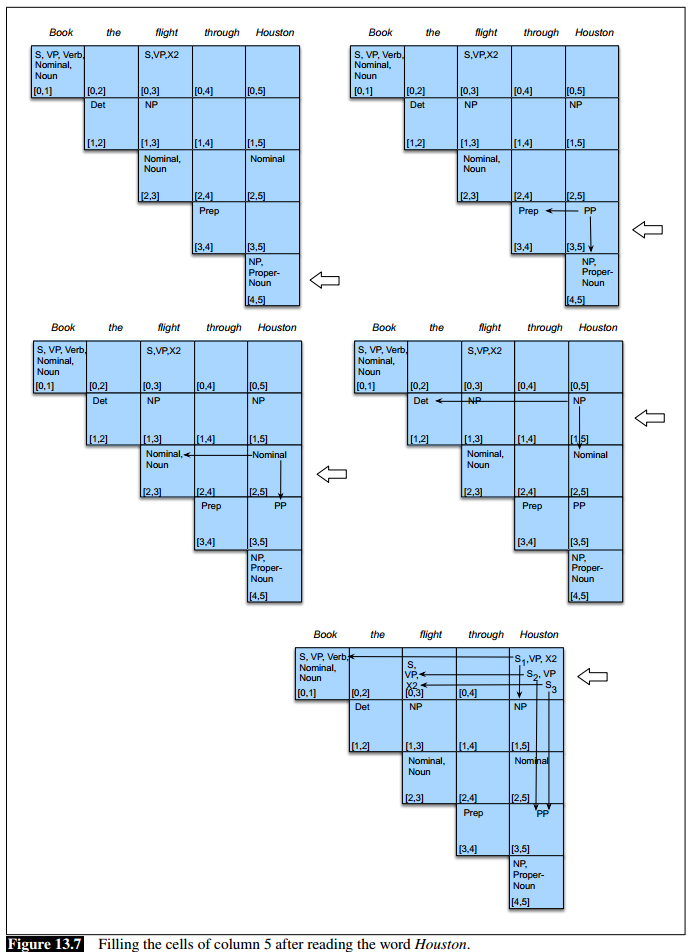 Book the flight through Houston
S, VP, Verb, Nominal, Noun
[0,1]
[0,2]
S,VP,X2
[0,3]
[0,4]
[0,5]
Det
[1,2]
NP
[1,3]
[1,4]
[1,5]
Nominal, Noun
[2,3]
[2,4]
Nominal
[2,5]
Prep
[3,4]
[3,5]
NP, Proper-Noun
[4,5]
Book the flight through Houston
S, VP, Verb, Nominal, Noun
[0,1]
[0,2]
S,VP,X2
[0,3]
[0,4]
[0,5]
Det
[1,2]
NP
[1,3]
[1,4]
NP
[1,5]
Nominal, Noun
[2,3]
[2,4]
[2,5]
Prep
[3,4]
PP
[3,5]
NP, Proper-Noun
[4,5]
Book the flight through Houston
S, VP, Verb, Nominal, Noun
[0,1]
[0,2]
S,VP,X2
[0,3]
[0,4]
[0,5]
Det
[1,2]
NP
[1,3]
[1,4]
NP
[1,5]
Nominal, Noun
[2,3]
[2,4]
Nominal
[2,5]
Prep
[3,4]
PP
[3,5]
NP, Proper-Noun
[4,5]
Book the flight through Houston
S, VP, Verb, Nominal, Noun
[0,1]
[0,2]
S,VP,X2
[0,3]
[0,4]
[0,5]
Det
[1,2]
NP
[1,3]
[1,4]
NP
[1,5]
Nominal, Noun
[2,3]
[2,4]
Nominal
[2,5]
Prep
[3,4]
PP
[3,5]
NP, Proper-Noun
[4,5]
Book the flight through Houston
S, VP, Verb, Nominal, Noun
[0,1]
[0,2]
S, VP, X2
[0,3]
[0,4]
S1,VP, X2
S2, VP
S3
Det
[1,2]
NP
[1,3]
[1,4]
NP
[1,5]
Nominal, Noun
[2,3]
[2,4]
Nominal
[2,5]
Prep
[3,4]
PP
[3,5]
NP, Proper-Noun
[4,5]
Figure 13.7 Filling the cells of column 5 after reading the word Houston.